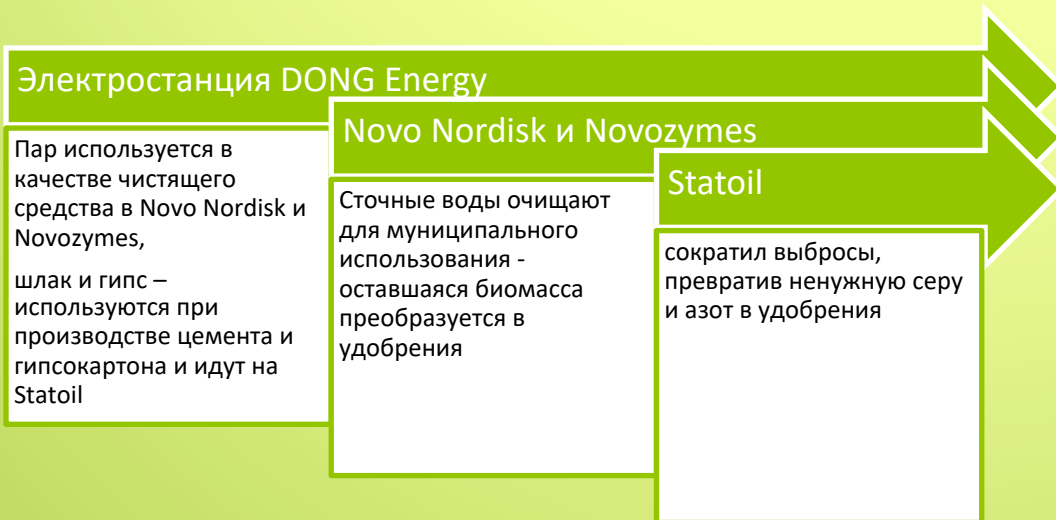 Электростанция DONG Energy
Пар используется в
качестве чистящего
средства в Novo Nordisk и
Novozymes,
шлак и гипс –
используются при
производстве цемента и
гипсокартона и идут на
Statoil
Novo Nordisk и Novozymes
Сточные воды очищают
для муниципального
использования -
оставшаяся биомасса
преобразуется в
удобрения
Statoil
сократил выбросы,
превратив ненужную серу
и азот в удобрения